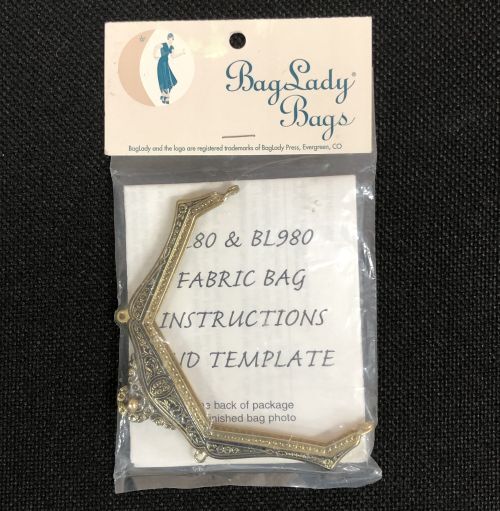 BagLady®
Bags
BagLady and the logo are registered trademarks of BagLady Press, Evergreen, CO
80 & BL980
FABRIC BAG
INSTRUCTIONS
TEMPLATE
back of package
bag photo